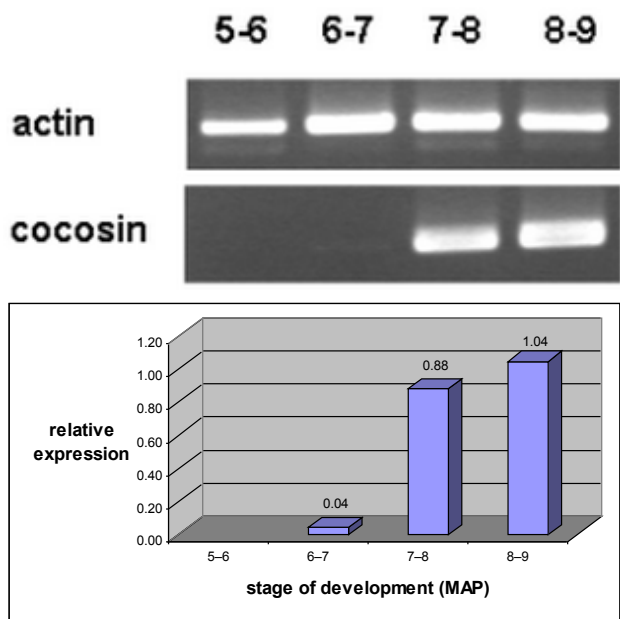 5-6 6-7 7-8 8-9
actin
cocosin
1.20
1.00
0.80
0.60
0.40
0.20
0.00
relative
expression
0.04
0.88
1.04
5–6 6–7 7–8 8–9
stage of development (MAP)